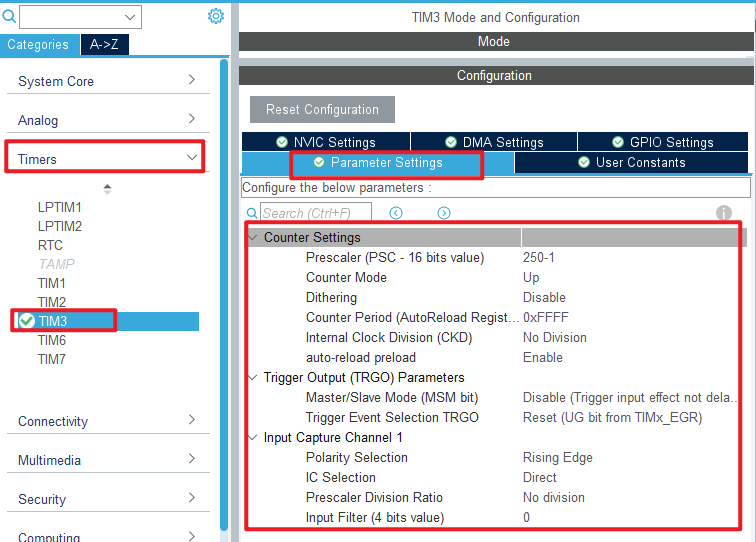 TIM3 Mode and Configuration
Categories A->Z
Mode
System Core
Analog
Timers
LPTIM1
LPTIM2
RTC
TAMP
TIM1
TIM2
TIM3
TIM6
TIM7
Connectivity
Multimedia
Security
Computing
Configuration
Reset Configuration
NVIC Settings DMA Settings GPIO Settings
Parameter Settings User Constants
Configure the below parameters :
Search (Ctrl+F)
Counter Settings
Prescaler (PSC - 16 bits value) 250-1
Counter Mode Up
Dithering Disable
Counter Period (AutoReload Regist... 0xFFFF
Internal Clock Division (CKD) No Division
auto-reload preload Enable
Trigger Output (TRGO) Parameters
Master/Slave Mode (MSM bit) Disable (Trigger input effect not dela...
Trigger Event Selection TRGO Reset (UG bit from TIMx_EGR)
Input Capture Channel 1
Polarity Selection Rising Edge
IC Selection Direct
Prescaler Division Ratio No division
Input Filter (4 bits value) 0